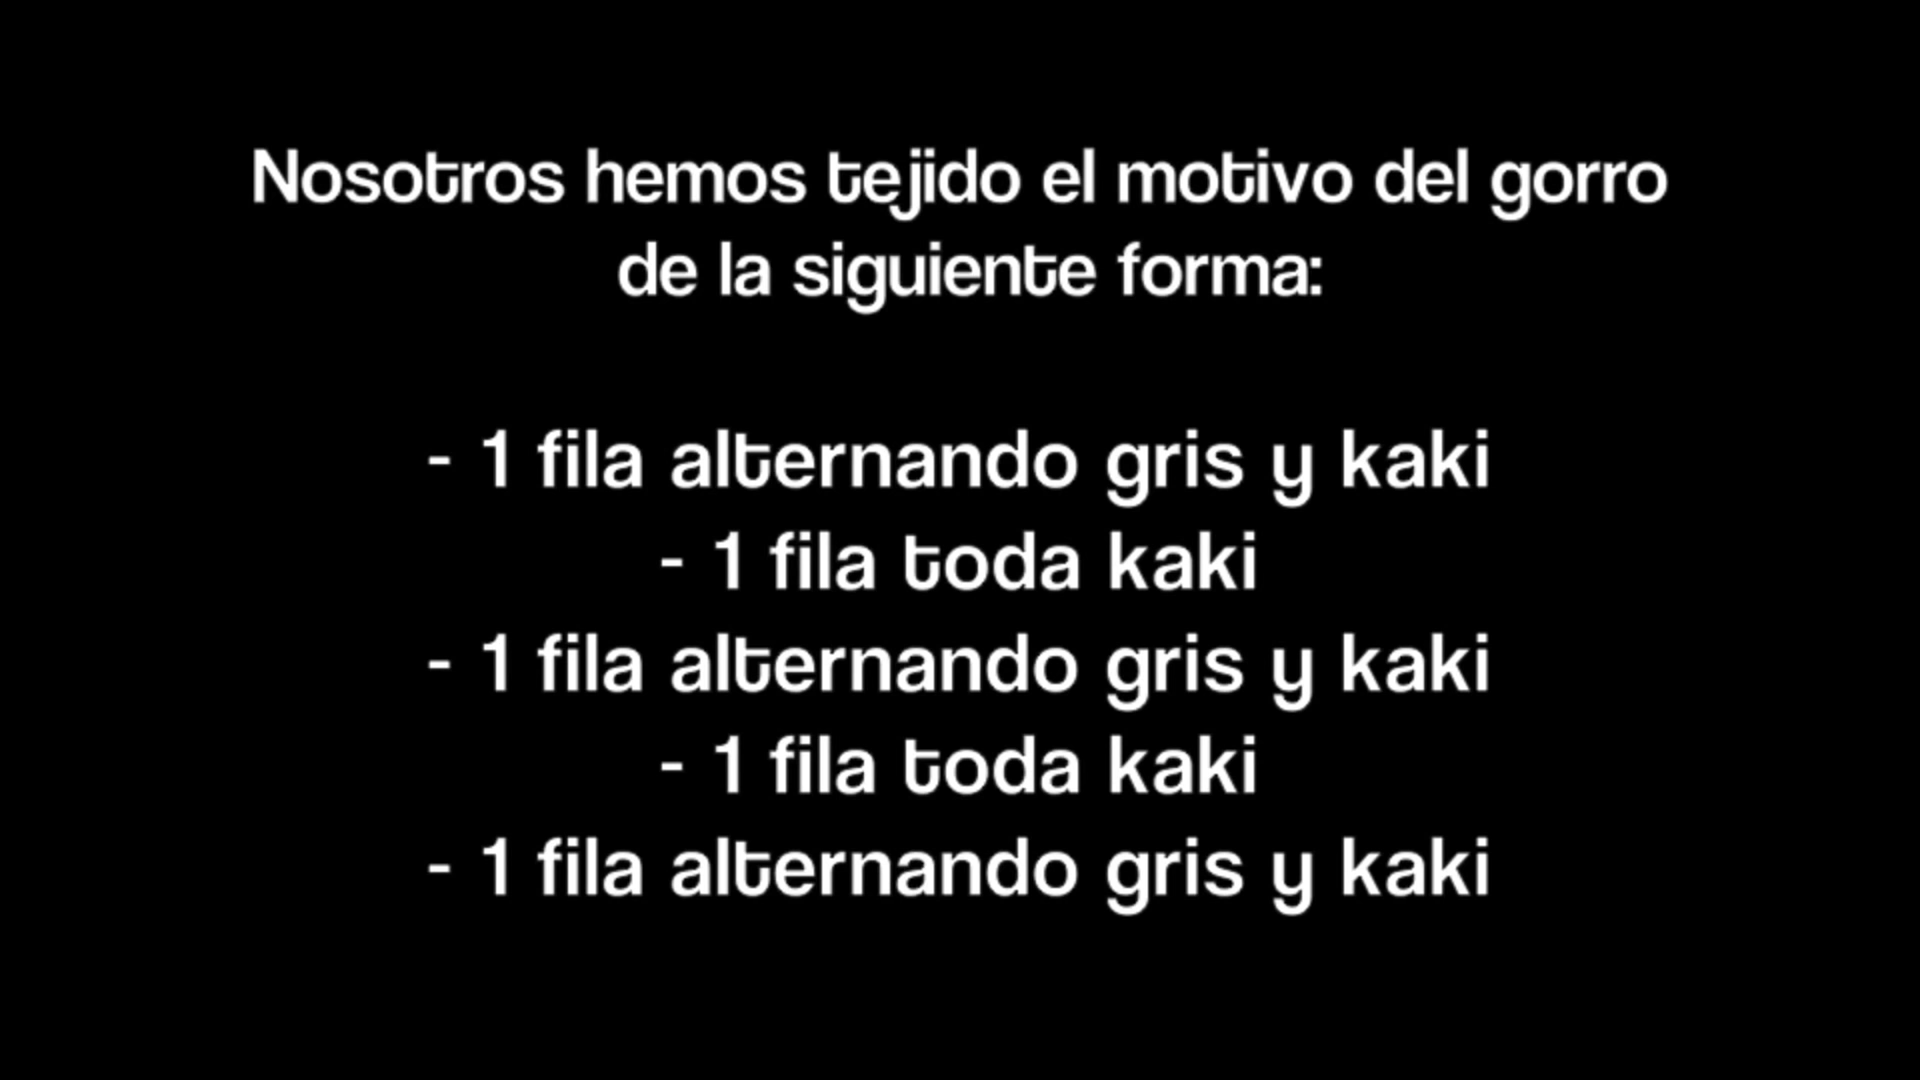 Nosotros hemos tejido el motivo del gorro
de la siguiente forma:
- 1 fila alternando gris y kaki
- 1 fila toda kaki
- 1 fila alternando gris y kaki
- 1 fila toda kaki
- 1 fila alternando gris y kaki